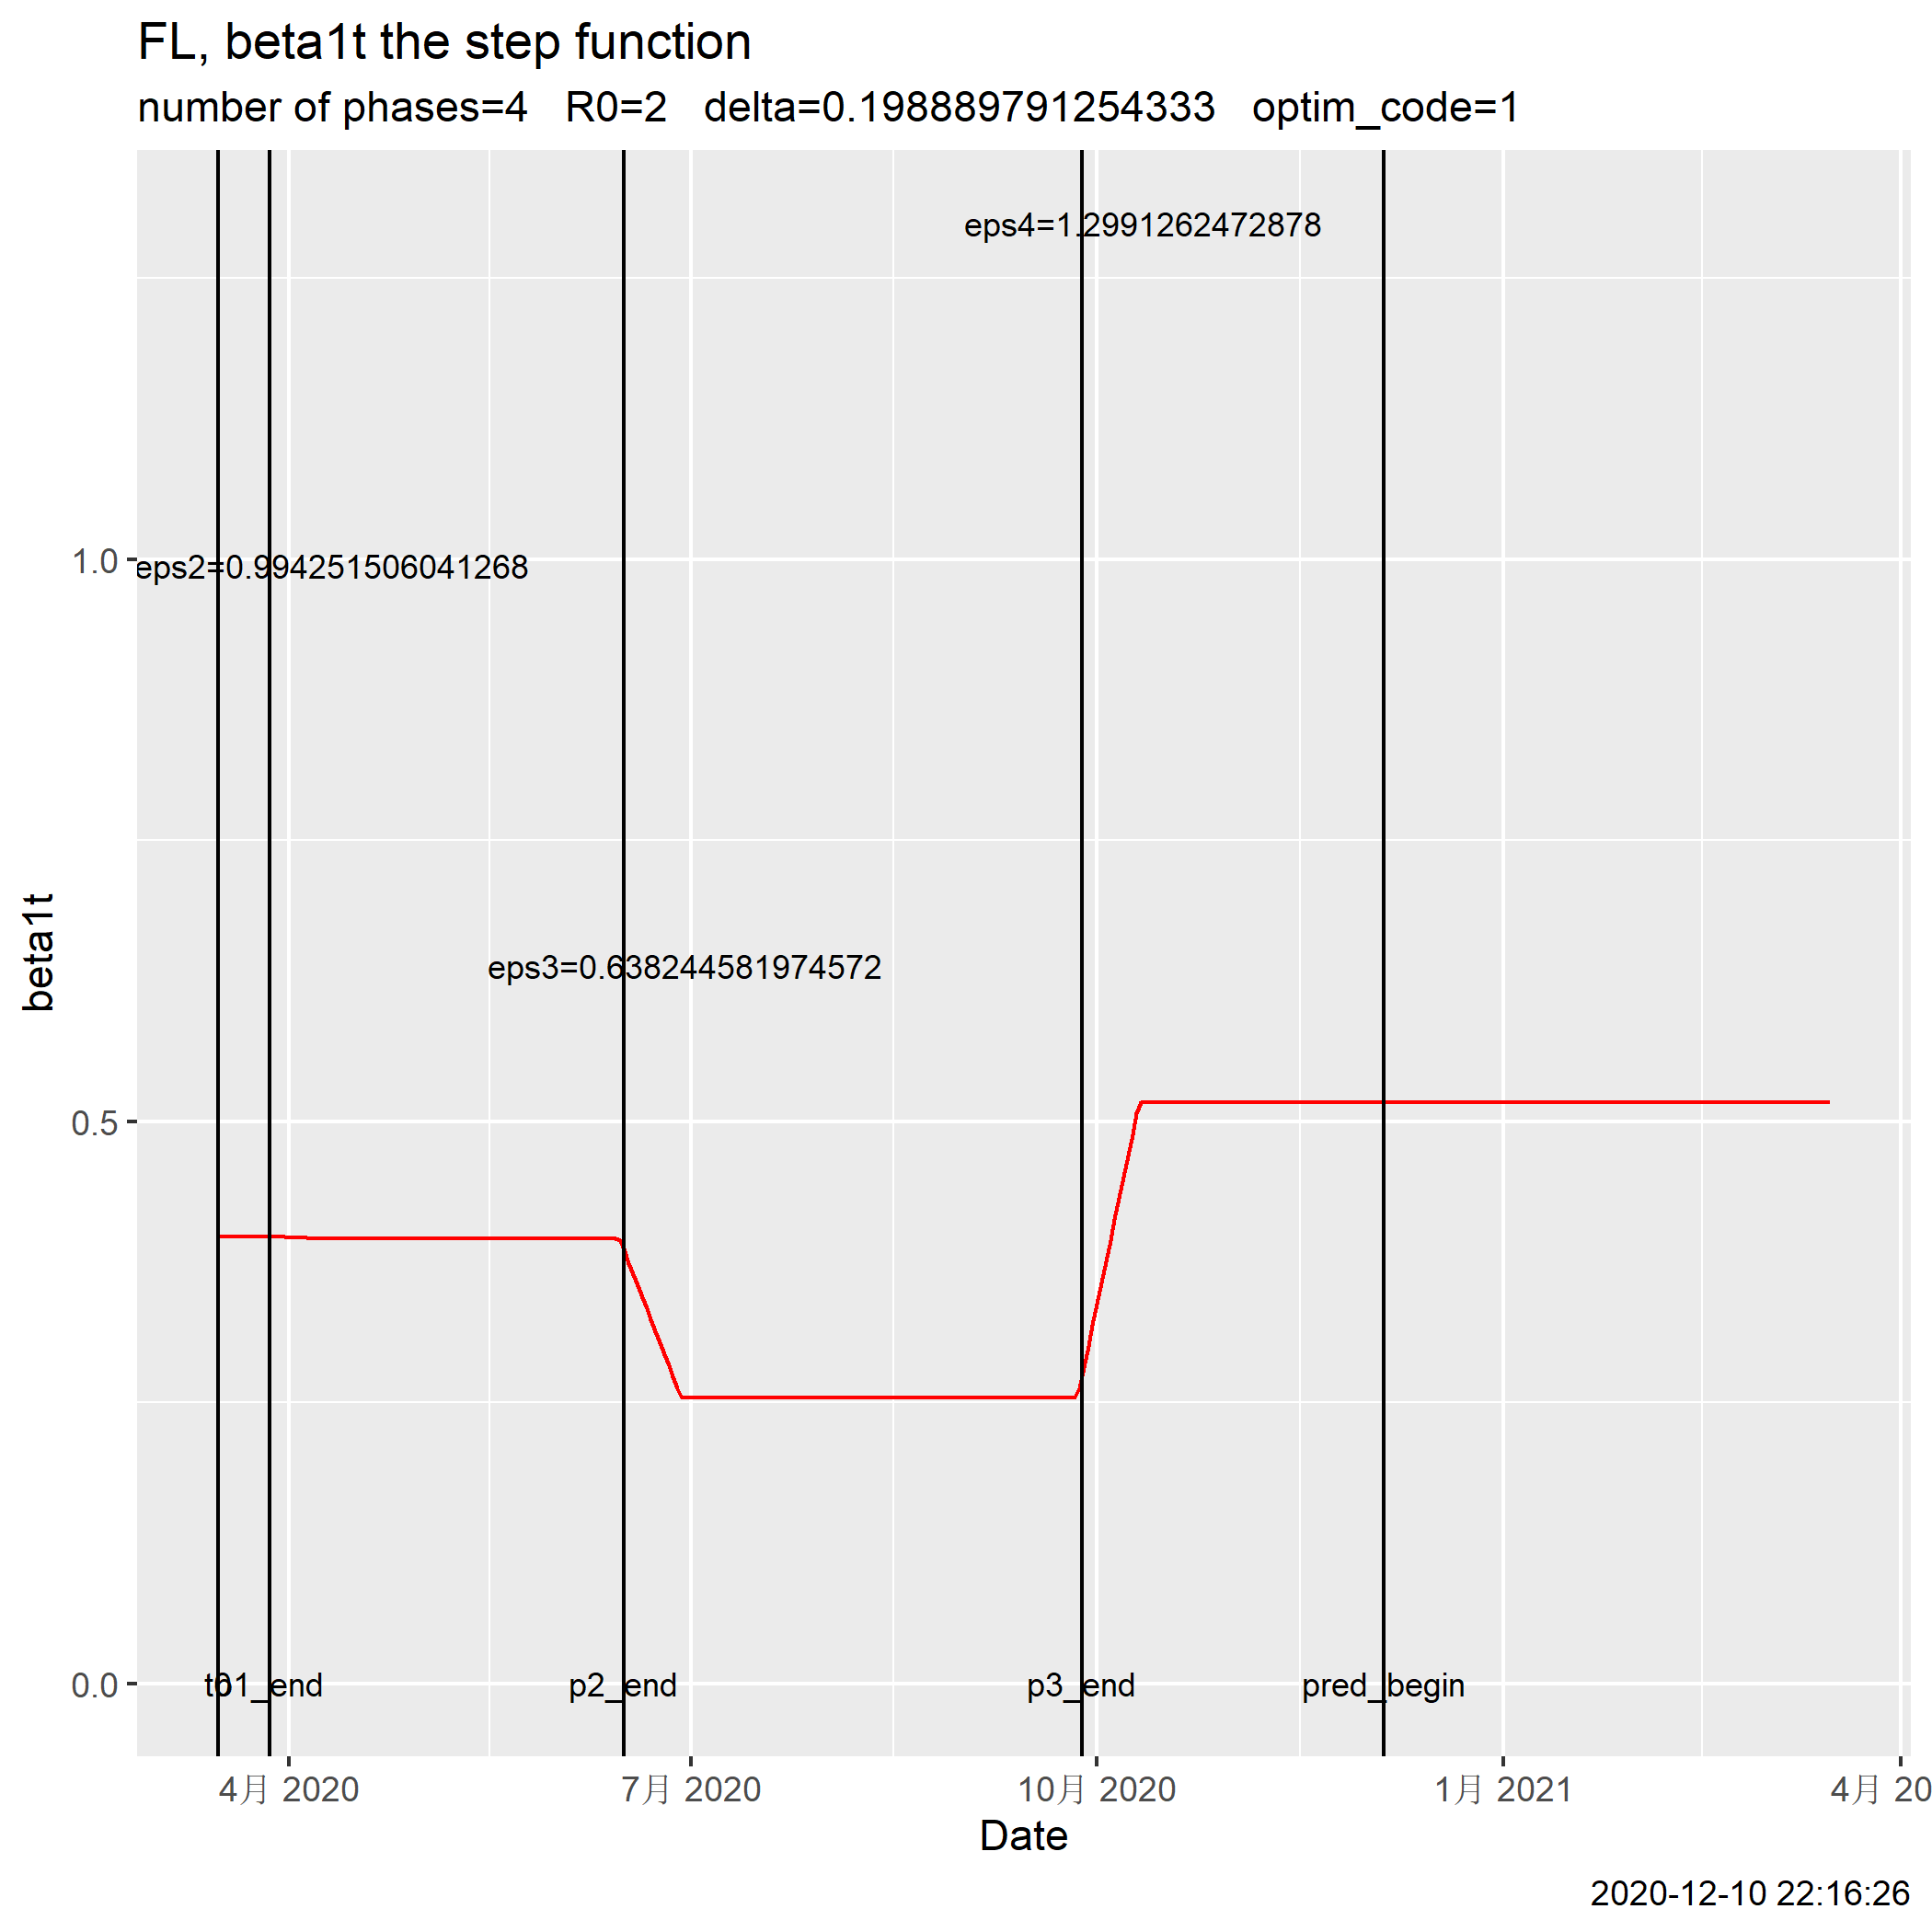 FL, beta1t the step function
number of phases=4 R0=2 delta=0.198889791254333 optim_code=1
eps4=1.2991262472878
1.0
eps2=0.994251506041268
eps3=0.638244581974572
beta1t
0.5
0.0
p1_end
p2_end
p3_end
pred_begin
4月 2020
7月 2020
10月 2020
1月 2021
4月 20
Date
2020-12-10 22:16:26